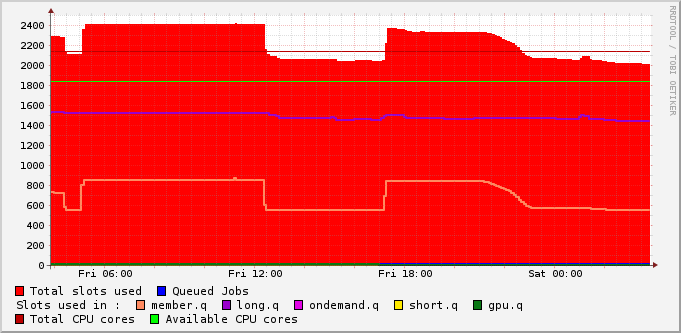 2400
2200
2000
1800
1600
1400
1200
1000
800
600
400
200
0
Fri 06:00 Fri 12:00 Fri 18:00 Sat 00:00
RRDTOOL / TOBI OETIKER
Total slots used Queued Jobs
Slots used in : member.q long.q ondemand.q short.q gpu.q
Total CPU cores Available CPU cores